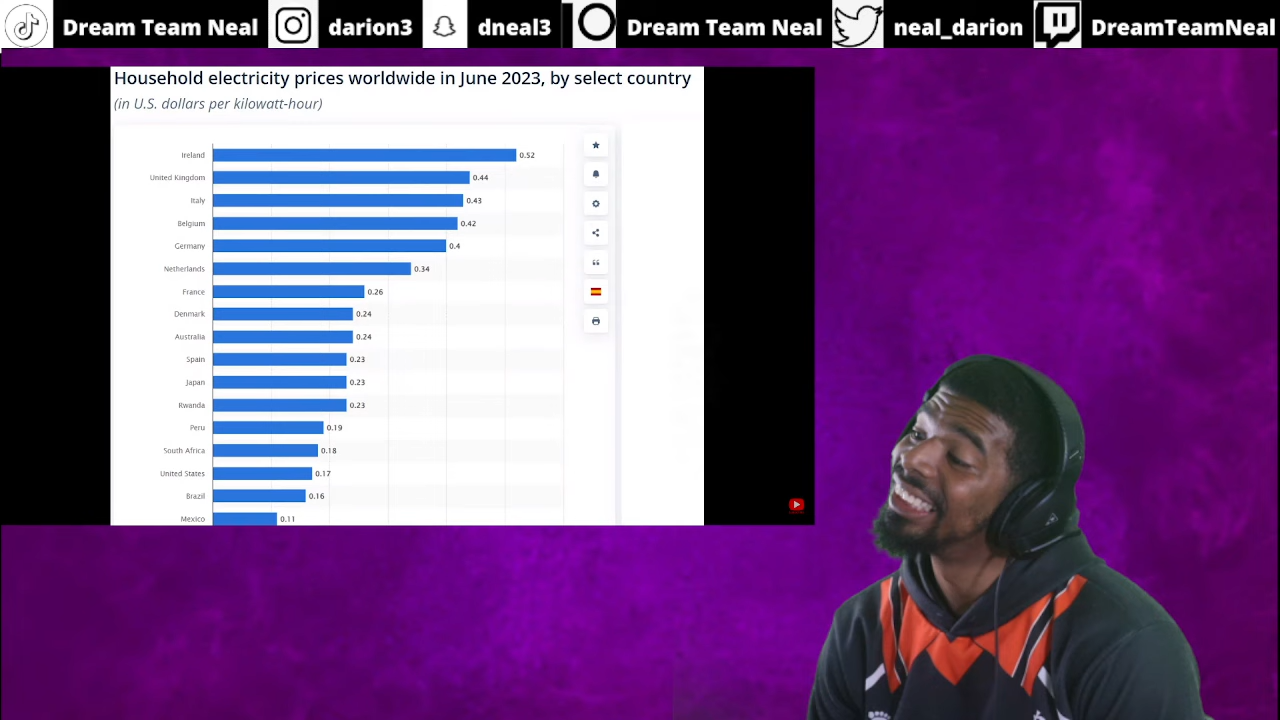 Dream Team Neal darion3 dneal3 Dream Team Neal neal_darion DreamTeamNeal
Household electricity prices worldwide in June 2023, by select country
(in U.S. dollars per kilowatt-hour)
Ireland 0.52
United Kingdom 0.44
Italy 0.43
Belgium 0.42
Germany 0.4
Netherlands 0.34
France 0.26
Denmark 0.24
Australia 0.24
Spain 0.23
Japan 0.23
Rwanda 0.23
Peru 0.19
South Africa 0.18
United States 0.17
Brazil 0.16
Mexico 0.11